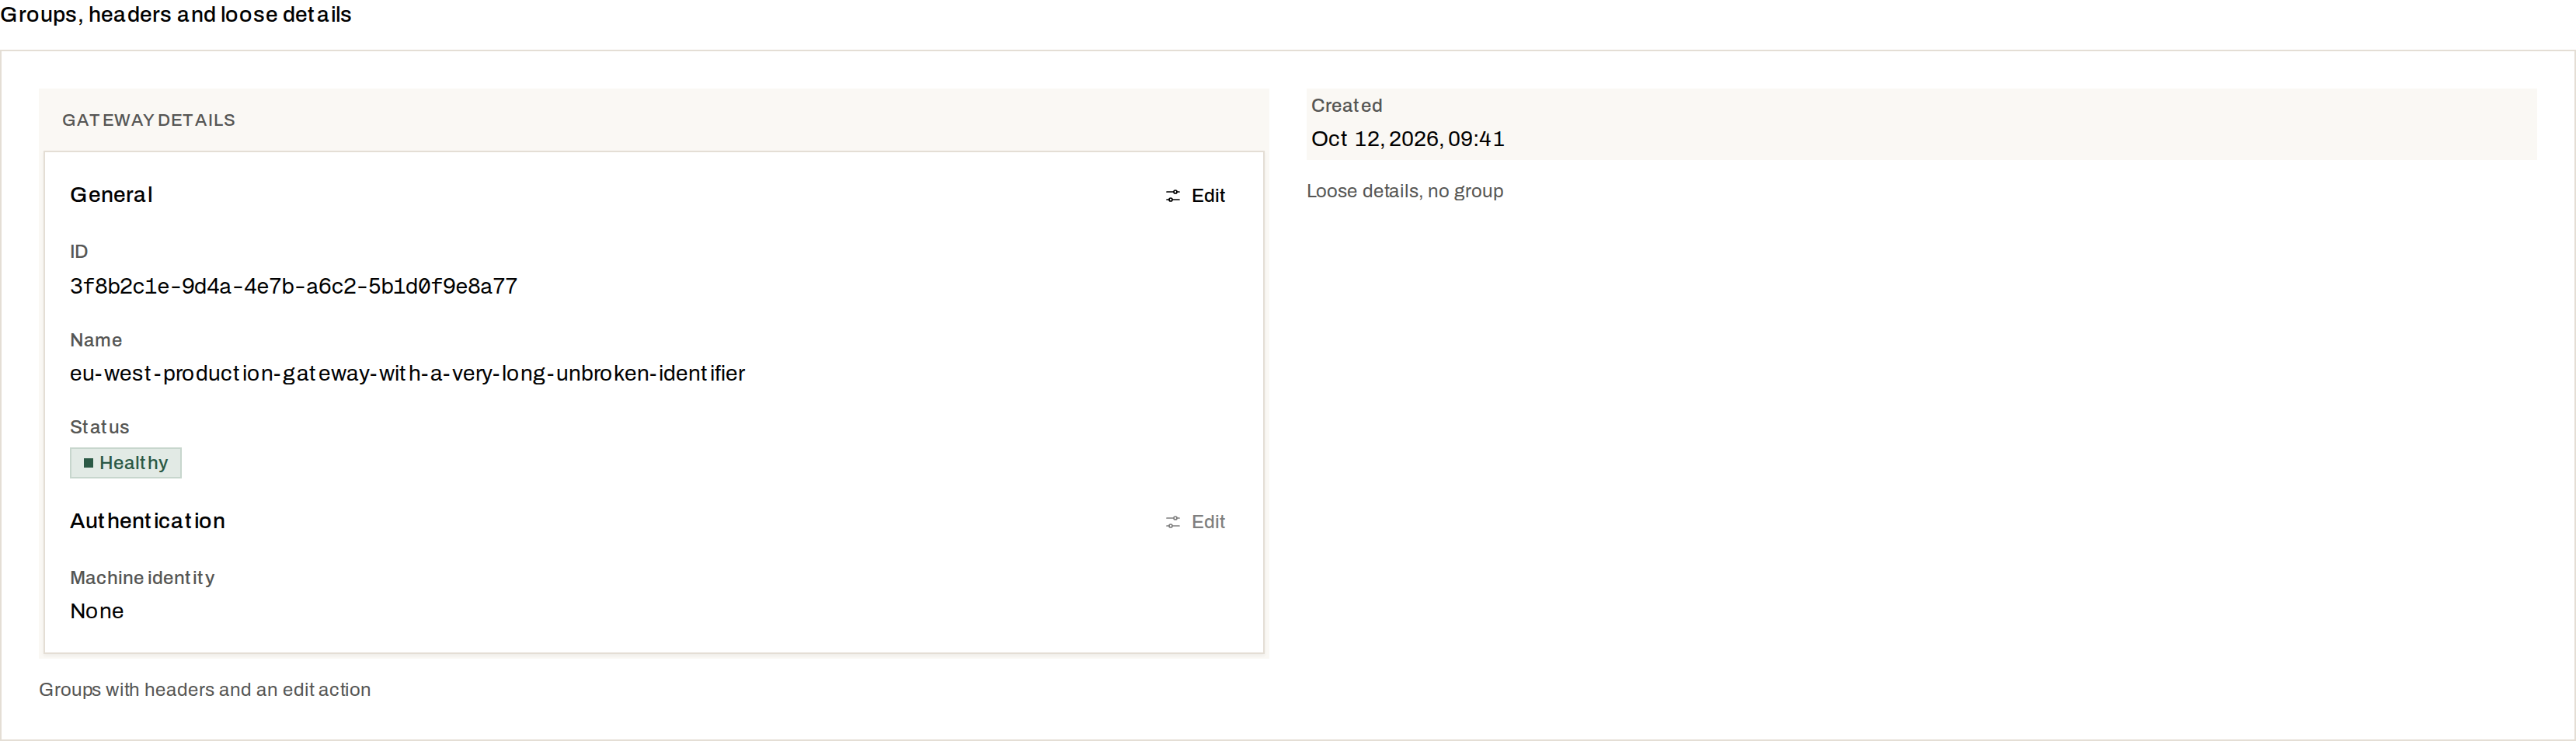 Groups, headers and loose details
GATEWAY DETAILS
General
Edit
ID
3f8b2c1e-9d4a-4e7b-a6c2-5b1d0f9e8a77
Name
eu-west-production-gateway-with-a-very-long-unbroken-identifier
Status
Healthy
Authentication
Edit
Machine identity
None
Groups with headers and an edit action
Created
Oct 12, 2026, 09:41
Loose details, no group